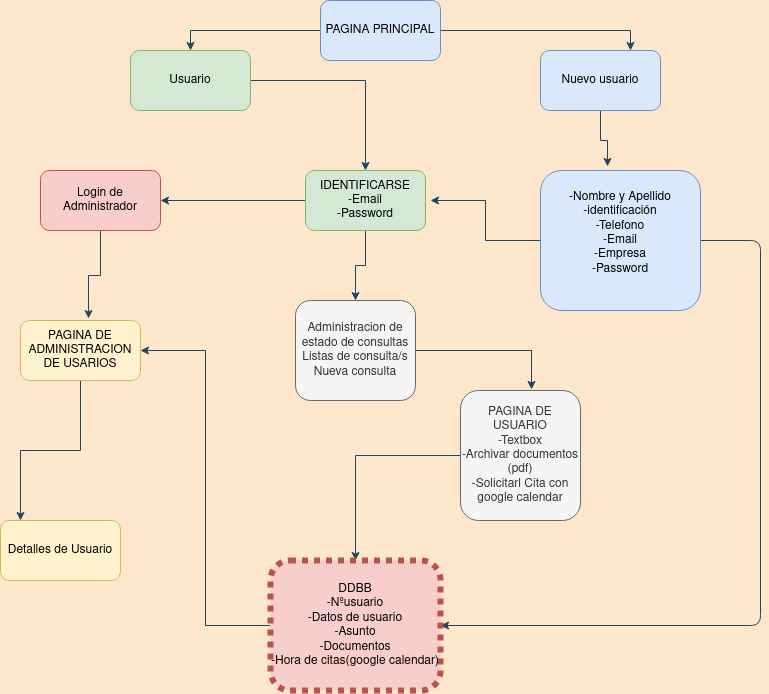 PAGINA PRINCIPAL
Usuario
Nuevo usuario
Login de
Administrador
IDENTIFICARSE
-Email
-Password
-Nombre y Apellido
-identificación
-Telefono
-Email
-Empresa
-Password
PAGINA DE
ADMINISTRACION
DE USARIOS
Administracion de
estado de consultas
Listas de consulta/s
Nueva consulta
PAGINA DE
USUARIO
-Textbox
-Archivar documentos
(pdf)
-Solicitarl Cita con
google calendar
Detalles de Usuario
DDBB
-Nºusuario
-Datos de usuario
-Asunto
-Documentos
-Hora de citas(google calendar)